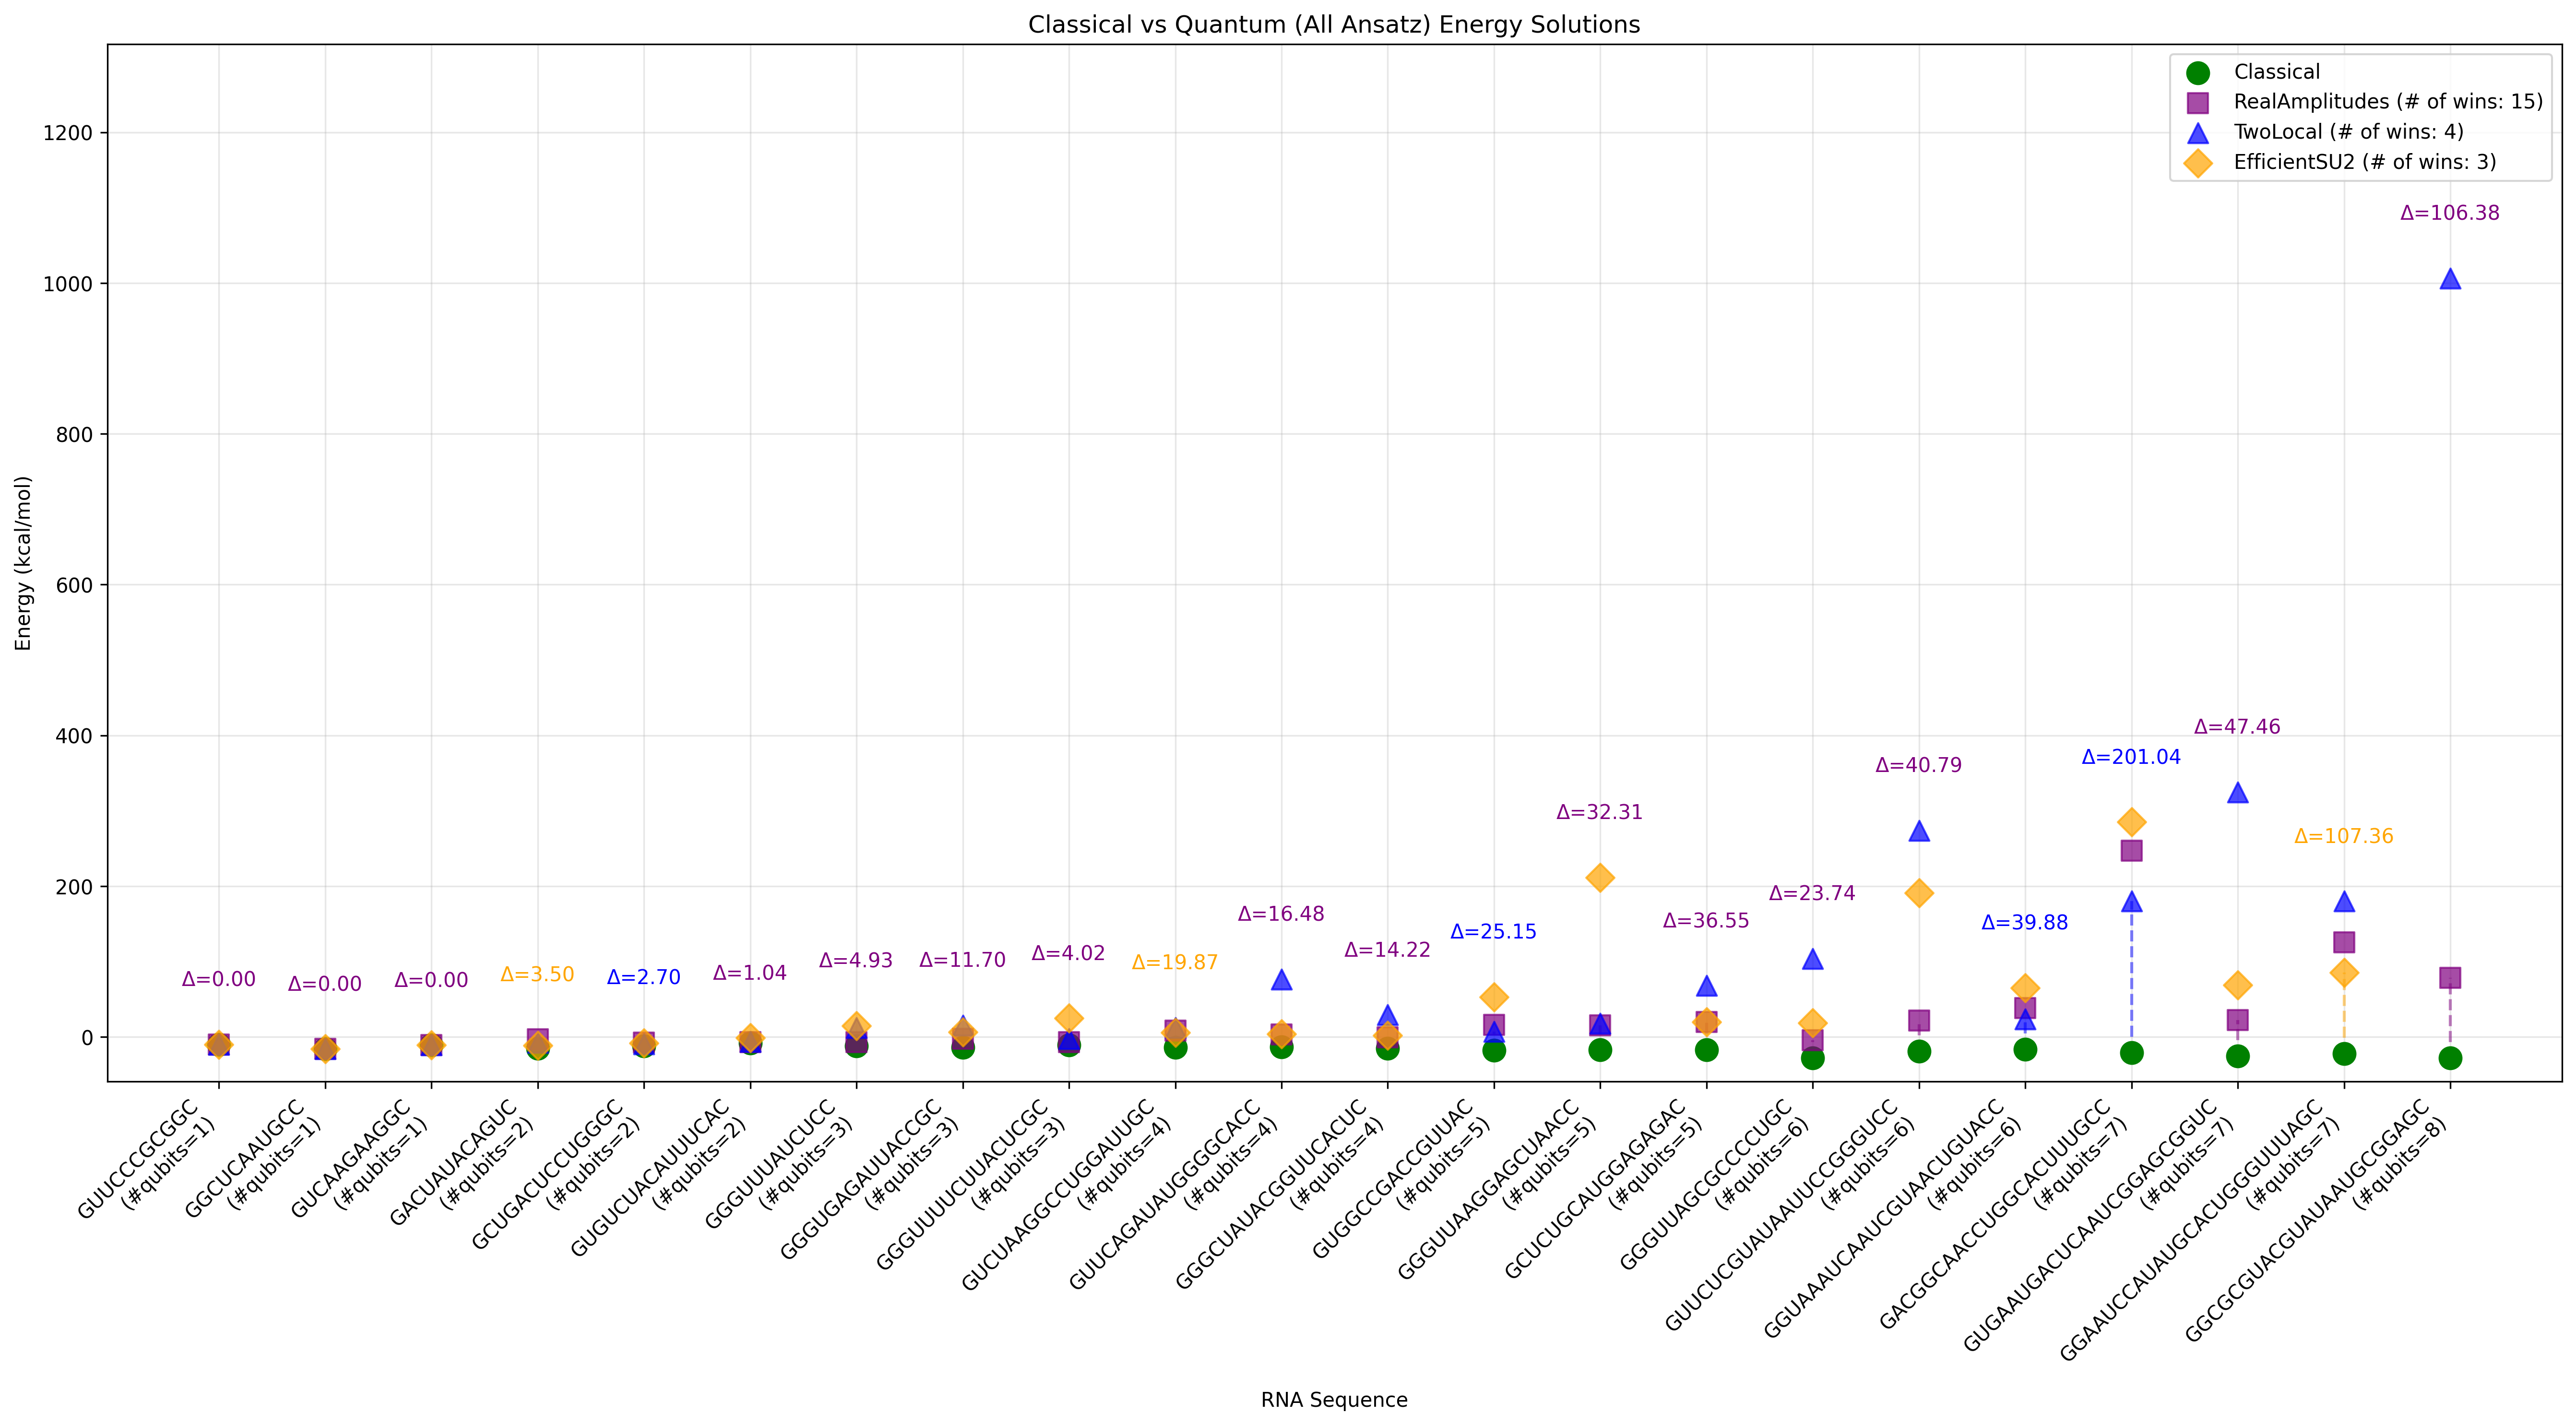 Classical vs Quantum (All Ansatz) Energy Solutions
Classical
RealAmplitudes (# of wins: 15)
TwoLocal (# of wins: 4)
EfficientSU2 (# of wins: 3)
Energy (kcal/mol)
1200
1000
800
600
400
200
0
Δ=0.00
Δ=0.00
Δ=0.00
Δ=3.50
Δ=2.70
Δ=1.04
Δ=4.93
Δ=11.70
Δ=4.02
Δ=19.87
Δ=16.48
Δ=14.22
Δ=25.15
Δ=32.31
Δ=36.55
Δ=23.74
Δ=40.79
Δ=39.88
Δ=201.04
Δ=47.46
Δ=107.36
Δ=106.38
GUUCCCGCGGC
(#qubits=1)
GGCUCAAUGCC
(#qubits=1)
GUCAAGAAGGC
(#qubits=1)
GACUAUACAGUC
(#qubits=2)
GCUGACUCCUGGGC
(#qubits=2)
GUGUCUACAUUUCAC
(#qubits=2)
GGGUUAUCUCC
(#qubits=3)
GGGUGAGAUUACCGC
(#qubits=3)
GGGUUUUCUUACUCGC
(#qubits=3)
GUCUAAGGCCUGGAUUGC
(#qubits=4)
GUUCAGAUAUGGGGCACC
(#qubits=4)
GGGCUAUACGGUUCACUC
(#qubits=4)
GUGGCCGACCGUUAC
(#qubits=5)
GGGUUAAGGAGCUAACC
(#qubits=5)
GCUCUGCAUGGAGAGAC
(#qubits=5)
GGGUUAGCGCCCCUGC
(#qubits=6)
GUUCUCGUAUAAUUCCGGGUCC
(#qubits=6)
GGUAAAUCAAUCGUAACUGUACC
(#qubits=6)
GACGGCAACCUGGCACUUUGCC
(#qubits=7)
GUGAAUGACUCAAUCGGAGCGGUC
(#qubits=7)
GGAAUCCAUAUGCACUGGGUUUAGC
(#qubits=7)
GGCGCGUACGUAUAAUGCGGAGC
(#qubits=8)
RNA Sequence